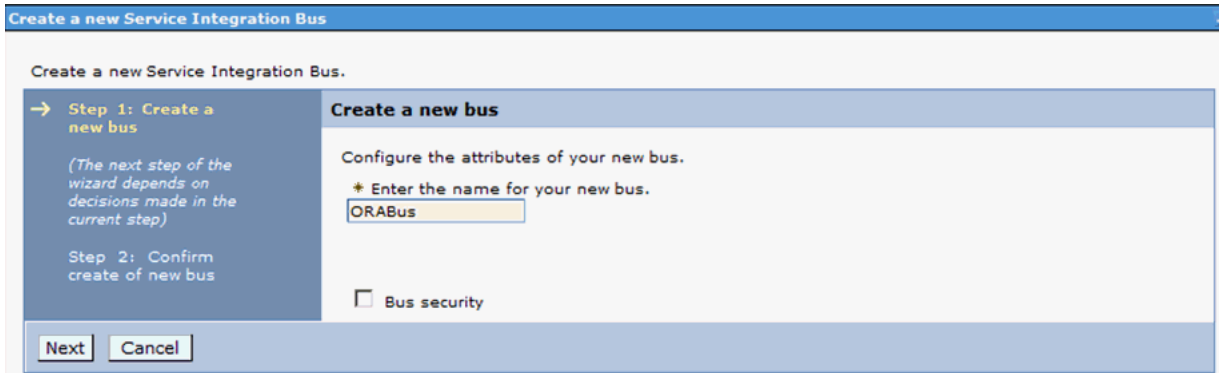 Create a new Service Integration Bus
Create a new Service Integration Bus.
Step 1: Create a
new bus
(The next step of the
wizard depends on
decisions made in the
current step)
Step 2: Confirm
create of new bus
Create a new bus
Configure the attributes of your new bus.
* Enter the name for your new bus.
ORABus
Bus security
Next Cancel